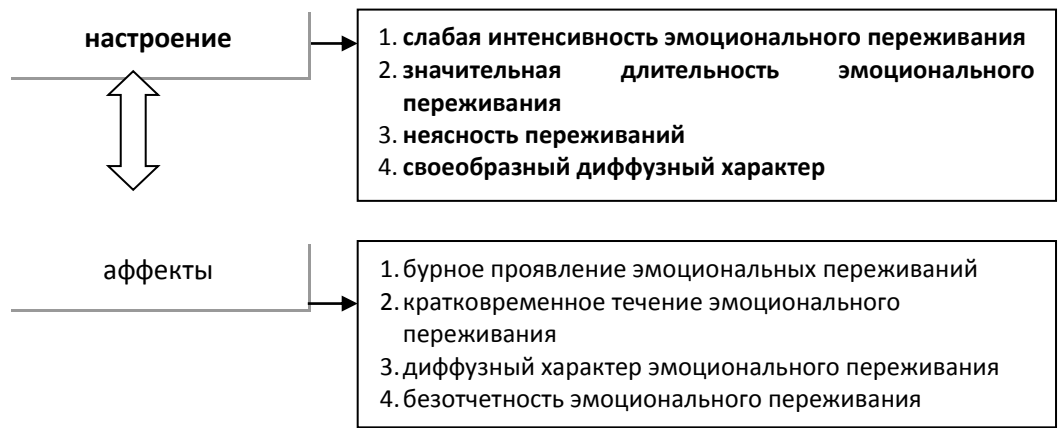 настроение
1. слабая интенсивность эмоционального переживания
2. значительная длительность эмоционального
переживания
3. неясность переживаний
4. своеобразный диффузный характер
аффекты
1. бурное проявление эмоциональных переживаний
2. кратковременное течение эмоционального
переживания
3. диффузный характер эмоционального переживания
4. безотчетность эмоционального переживания